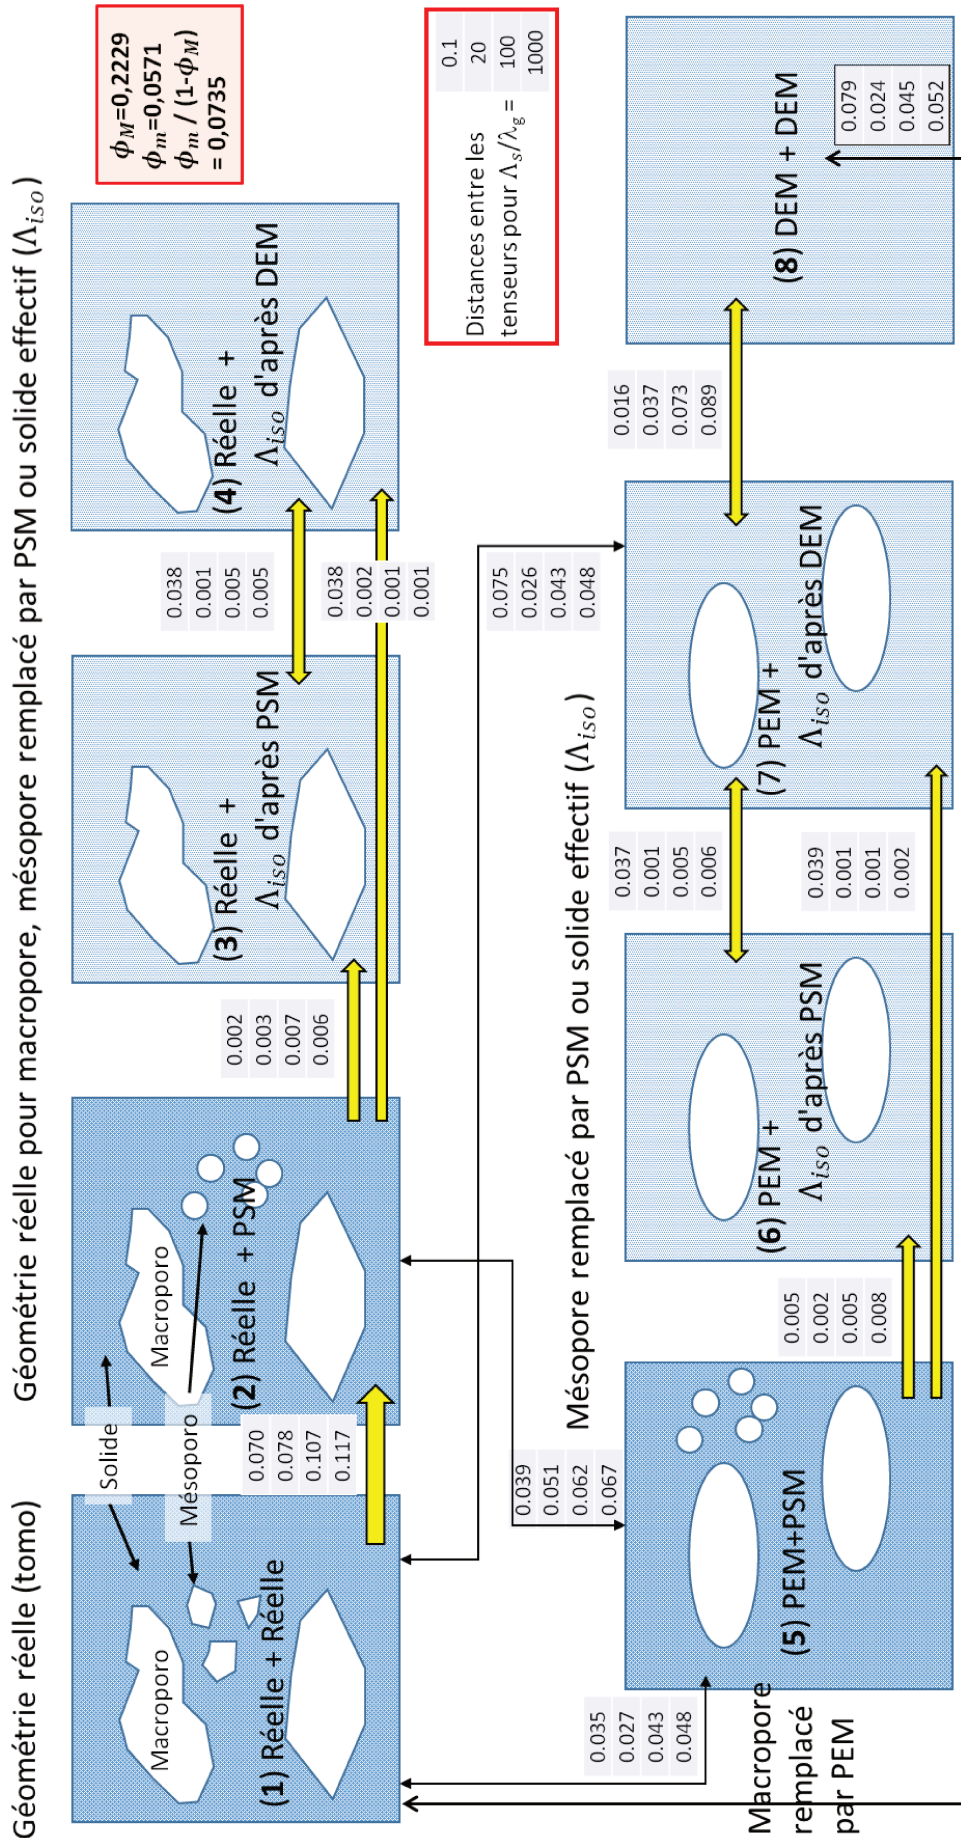 Géométrie réelle (tomo)
Géométrie réelle pour macropore, mésopore remplacé par PSM ou solide effectif (Λiso)
Solide
Mésoporo
Macroporo
(1) Réelle + Réelle
0.070
0.078
0.107
0.117
Macroporo
(2) Réelle + PSM
0.002
0.003
0.007
0.006
(3) Réelle +
Λiso d'après PSM
0.038
0.001
0.005
0.005
0.038
0.002
0.001
0.001
(4) Réelle +
Λiso d'après DEM
ϕM=0,2229
ϕm=0,0571
ϕm / (1-ϕM)
= 0,0735
Distances entre les
tenseurs pour Λs/λg =
0.1
20
100
1000
0.035
0.027
0.043
0.048
0.039
0.051
0.062
0.067
0.075
0.026
0.043
0.048
Mésopore remplacé par PSM ou solide effectif (Λiso)
Macropore
remplacé
par PEM
(5) PEM+PSM
0.005
0.002
0.005
0.008
(6) PEM +
Λiso d'après PSM
0.037
0.001
0.005
0.006
0.039
0.001
0.001
0.002
(7) PEM +
Λiso d'après DEM
0.016
0.037
0.073
0.089
(8) DEM + DEM
0.079
0.024
0.045
0.052